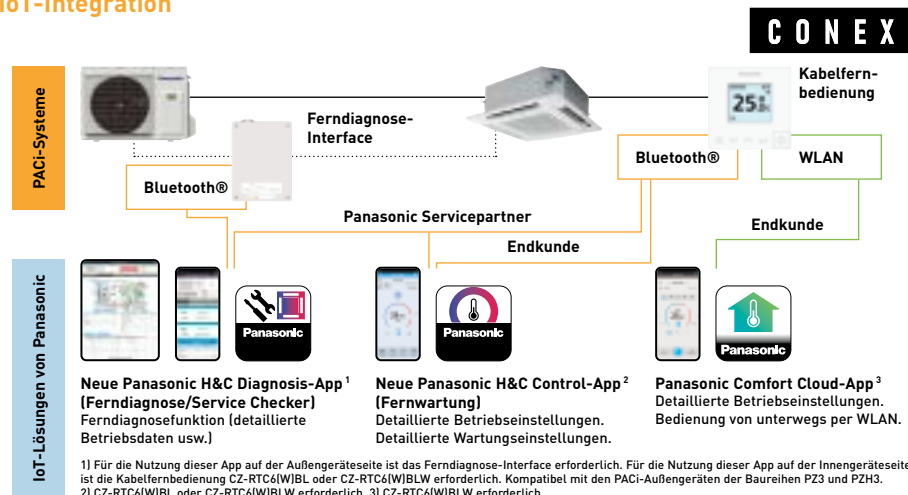 IoT-Integration
CONEX
PACi-Systeme
Ferndiagnose-
Interface
Kabelfern-
bedienung
25
Bluetooth®
Bluetooth®
WLAN
Panasonic Servicepartner
Endkunde
Endkunde
IoT-Lösungen von Panasonic
Panasonic
Panasonic
Panasonic
Neue Panasonic H&C Diagnosis-App 1
(Ferndiagnose/Service Checker)
Ferndiagnosefunktion (detaillierte
Betriebsdaten usw.)
Neue Panasonic H&C Control-App 2
(Fernwartung)
Detaillierte Betriebseinstellungen.
Detaillierte Wartungseinstellungen.
Panasonic Comfort Cloud-App 3
Detaillierte Betriebseinstellungen.
Bedienung von unterwegs per WLAN.
1) Für die Nutzung dieser App auf der Außengeräteseite ist das Ferndiagnose-Interface erforderlich. Für die Nutzung dieser App auf der Innengeräteseite
ist die Kabelfernbedienung CZ-RTC6(W)BL oder CZ-RTC6(W)BLW erforderlich. Kompatibel mit den PACi-Außengeräten der Baureihen PZ3 und PZH3.
2) CZ-RTC6(W)BL oder CZ-RTC6(W)BLW erforderlich. 3) CZ-RTC6(W)BLW erforderlich.